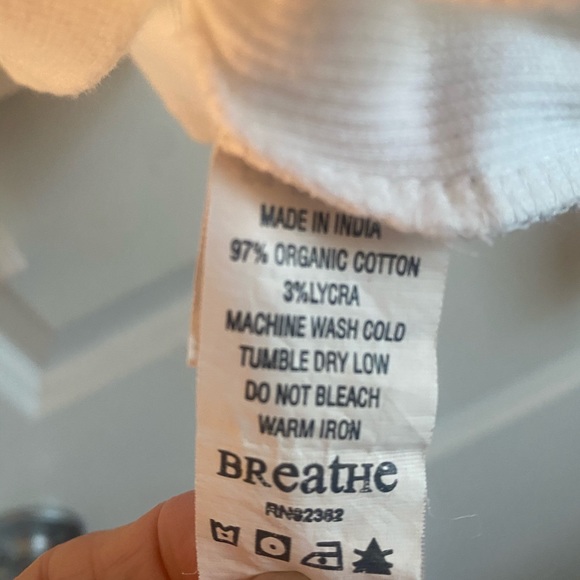 MADE IN INDIA
97% ORGANIC COTTON
3%LYCRA
MACHINE WASH COLD
TUMBLE DRY LOW
DO NOT BLEACH
WARM IRON
BReatHe
RN92382